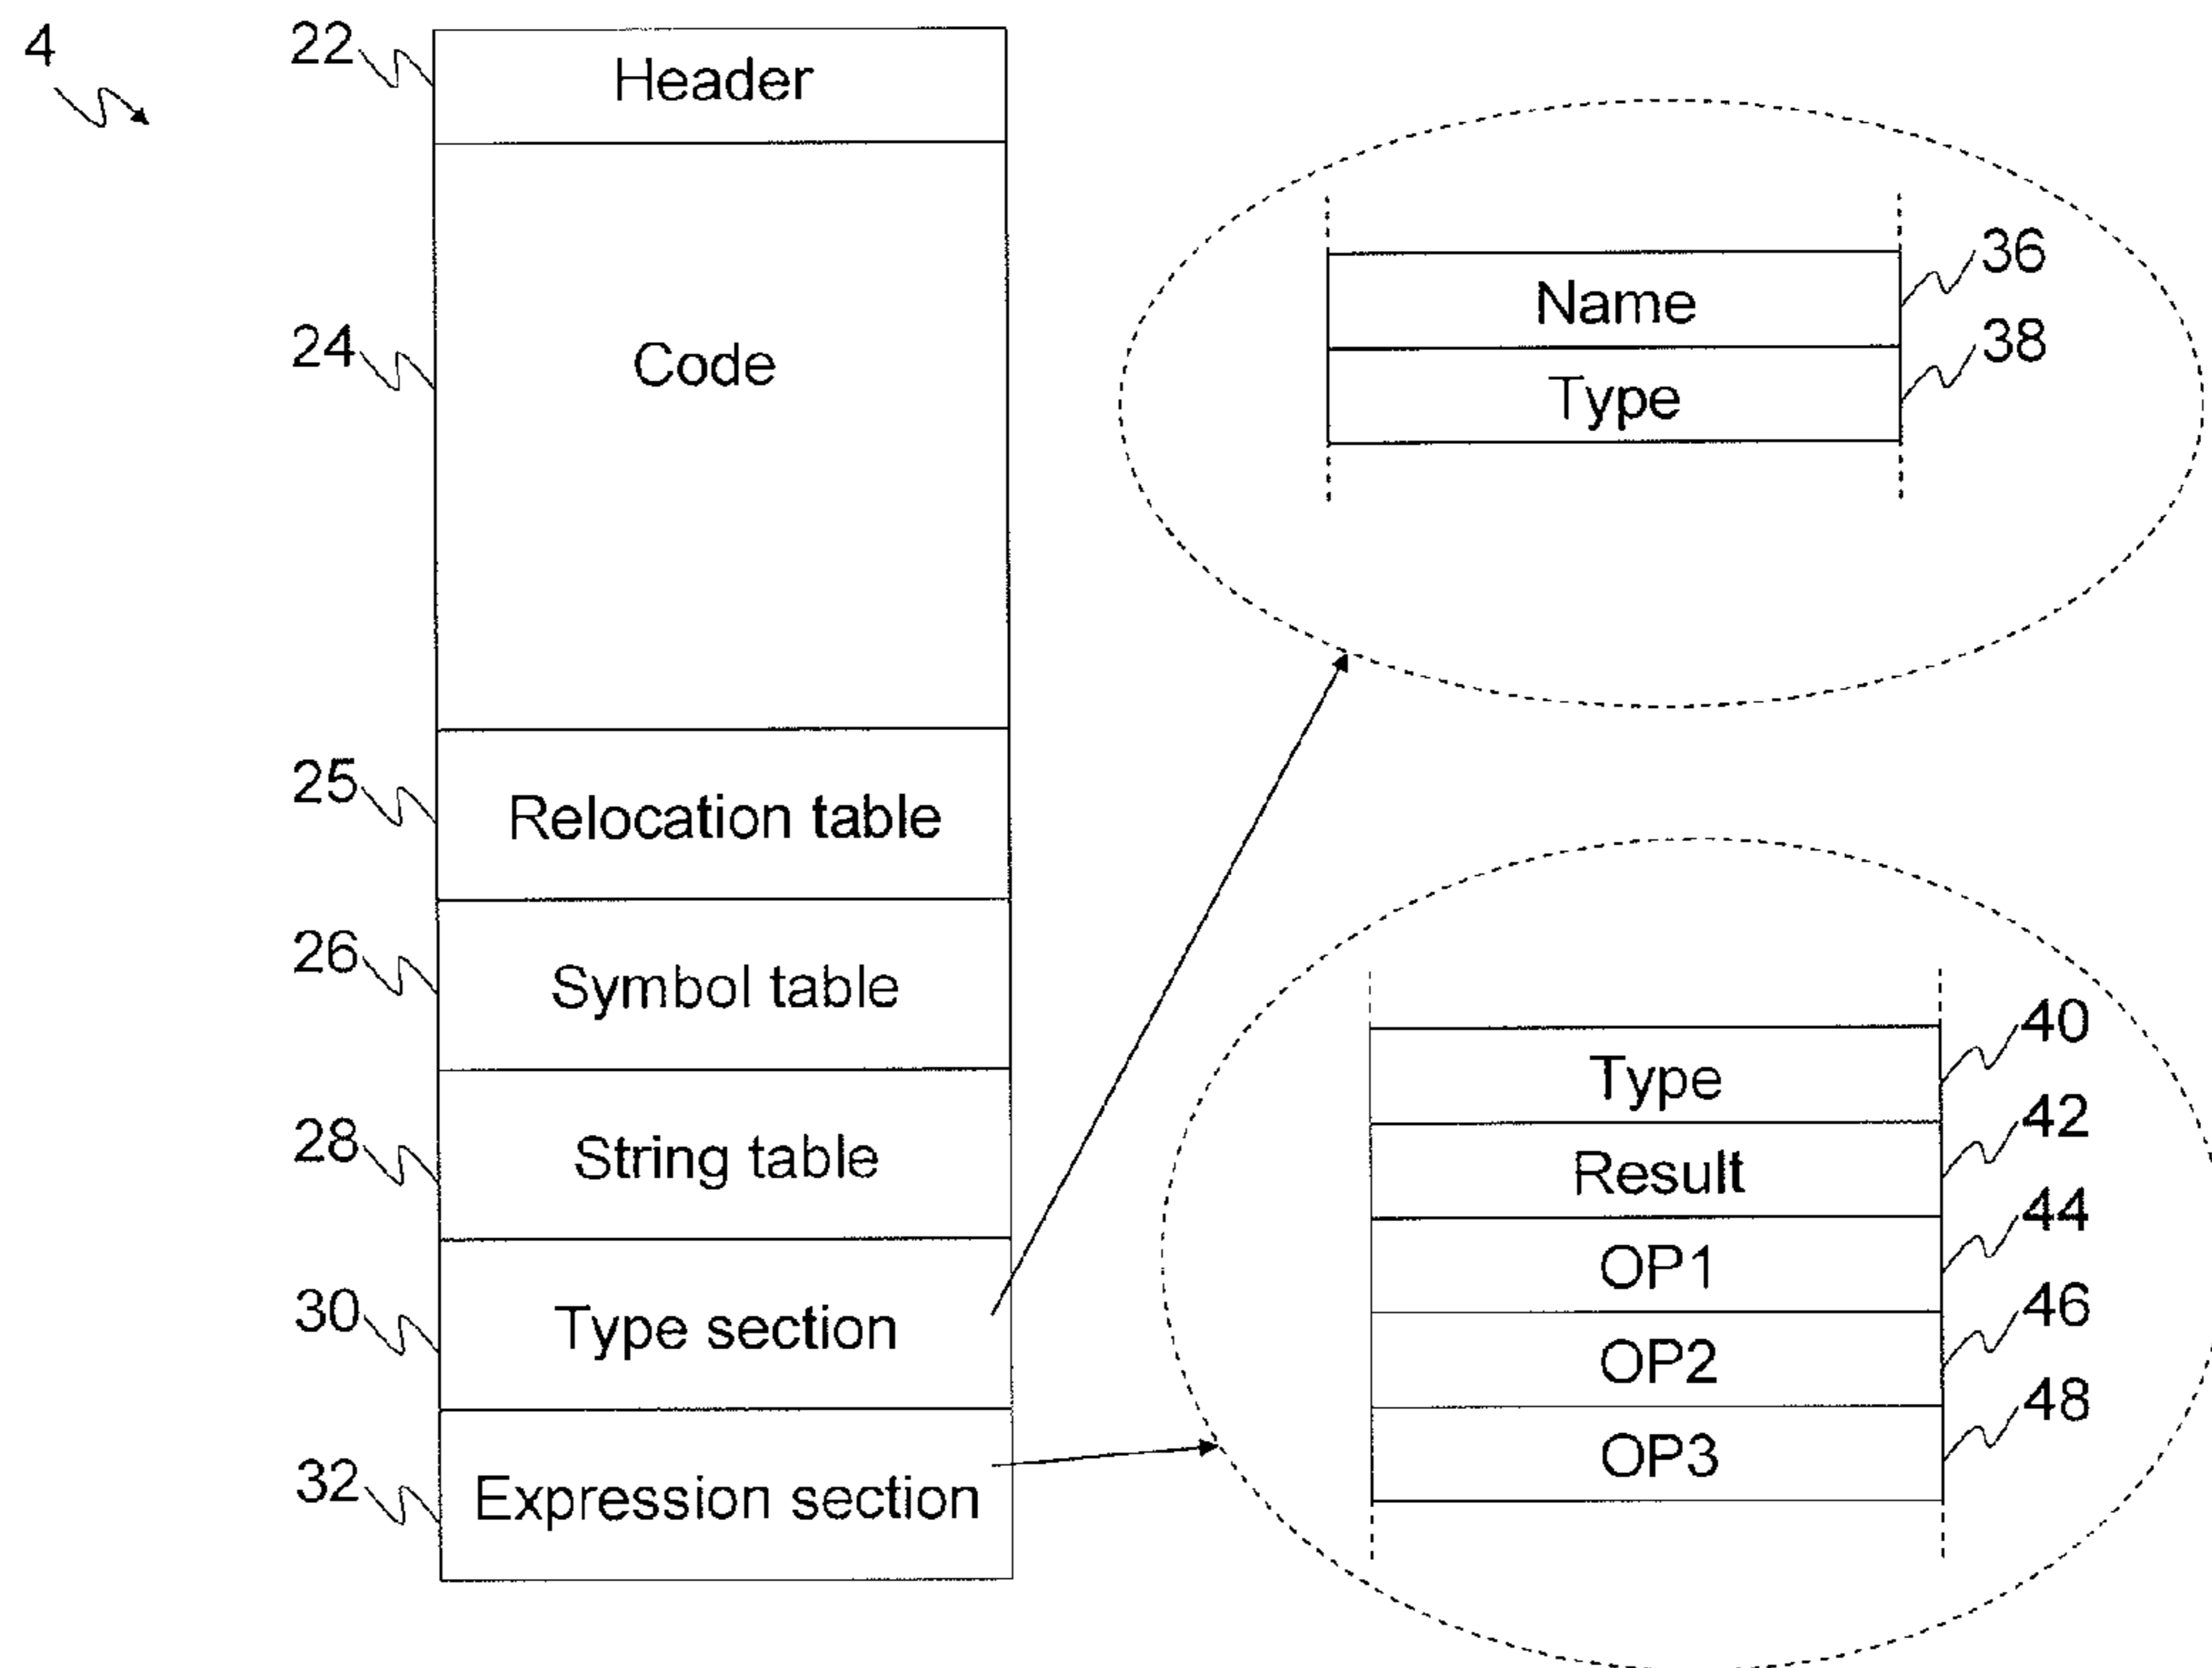 4
22
Header
24
Code
25
Relocation table
26
Symbol table
28
String table
30
Type section
32
Expression section
Name
36
Type
38
Type
40
Result
42
OP1
44
OP2
46
OP3
48